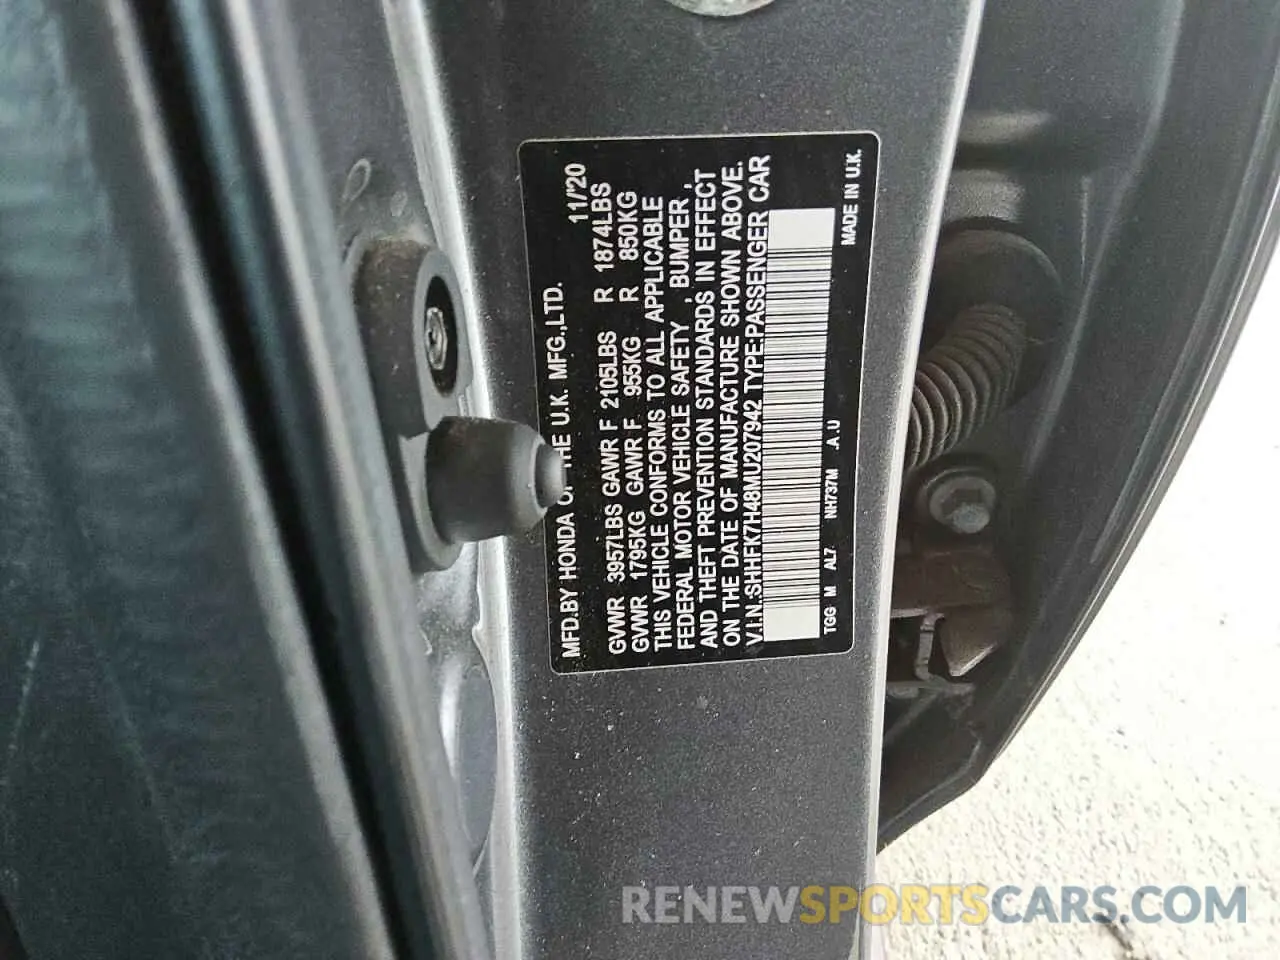 MFD.BY HONDA OF THE U.K. MFG.,LTD. 11/'20
GVWR 3957LBS GAWR F 2105LBS R 1874LBS
GVWR 1795KG GAWR F 955KG R 850KG
THIS VEHICLE CONFORMS TO ALL APPLICABLE
FEDERAL MOTOR VEHICLE SAFETY , BUMPER ,
AND THEFT PREVENTION STANDARDS IN EFFECT
ON THE DATE OF MANUFACTURE SHOWN ABOVE.
V.I.N.:SHHFK7H48MU207942 TYPE:PASSENGER CAR
TGG M AL7 NH737M .A.U MADE IN U.K.
RENEWSPORTSCARS.COM